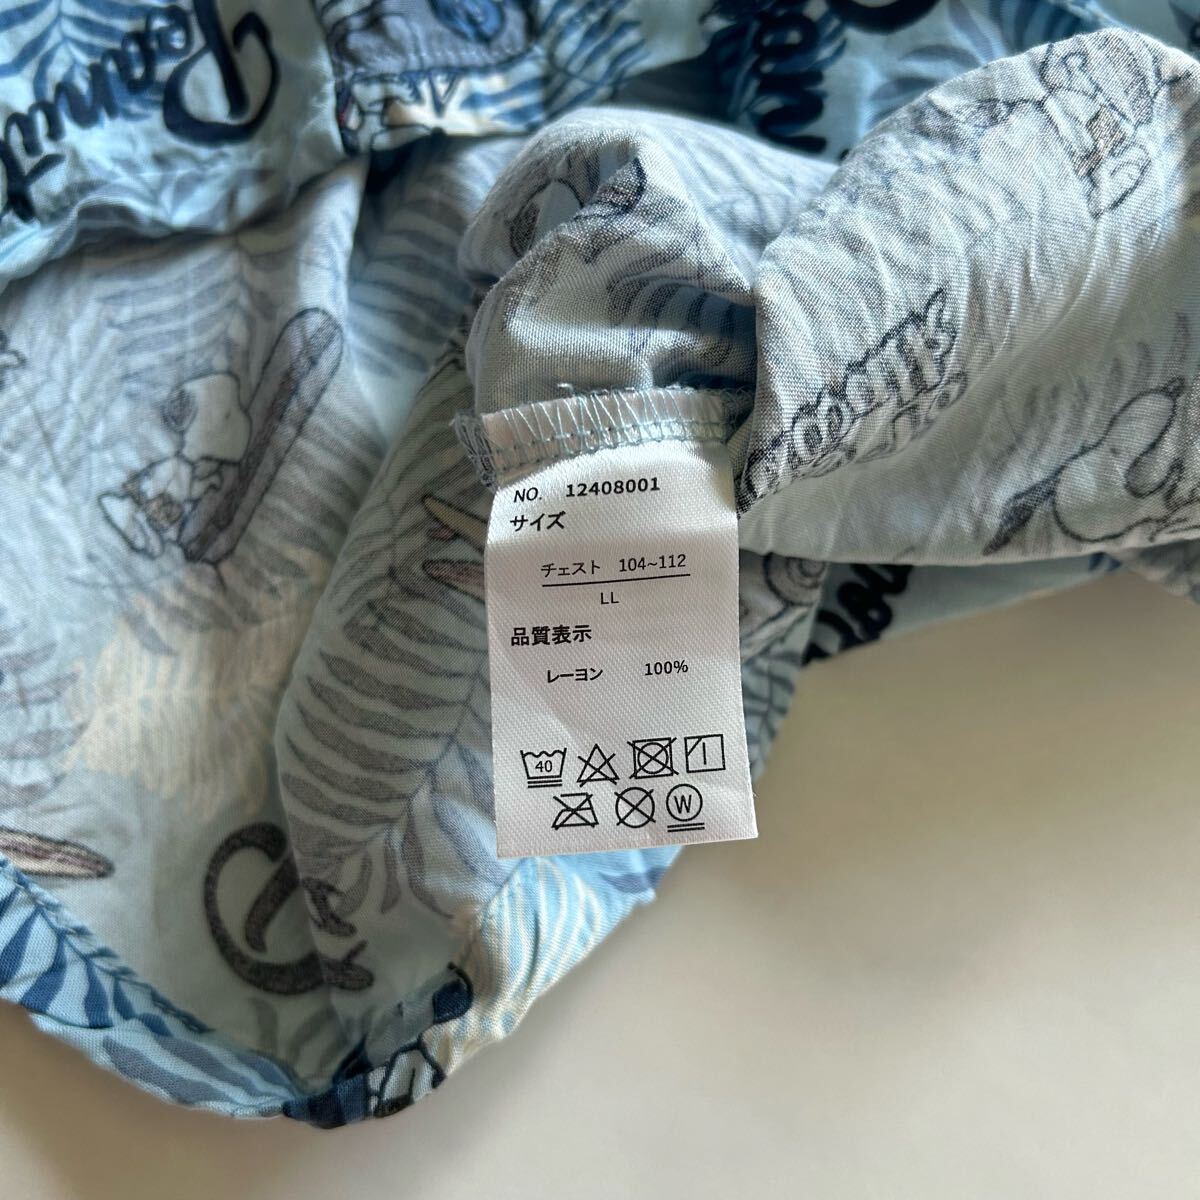 Peanuts
NO. 12408001
サイズ
チェスト 104~112
LL
品質表示
レーヨン 100%
40
W